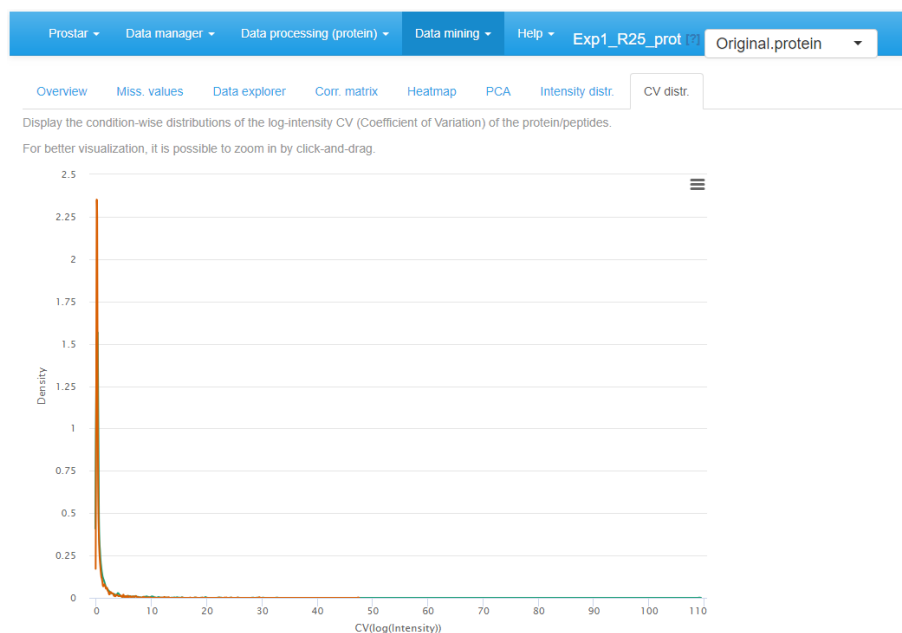 Prostar Data manager Data processing (protein) Data mining Help Exp1_R25_prot [?] Original.protein
Overview Miss. values Data explorer Corr. matrix Heatmap PCA Intensity distr. CV distr.
Display the condition-wise distributions of the log-intensity CV (Coefficient of Variation) of the protein/peptides.
For better visualization, it is possible to zoom in by click-and-drag.
2.5
2.25
2
1.75
1.5
1.25
1
0.75
0.5
0.25
0
Density
0 10 20 30 40 50 60 70 80 90 100 110
CV(log(Intensity))